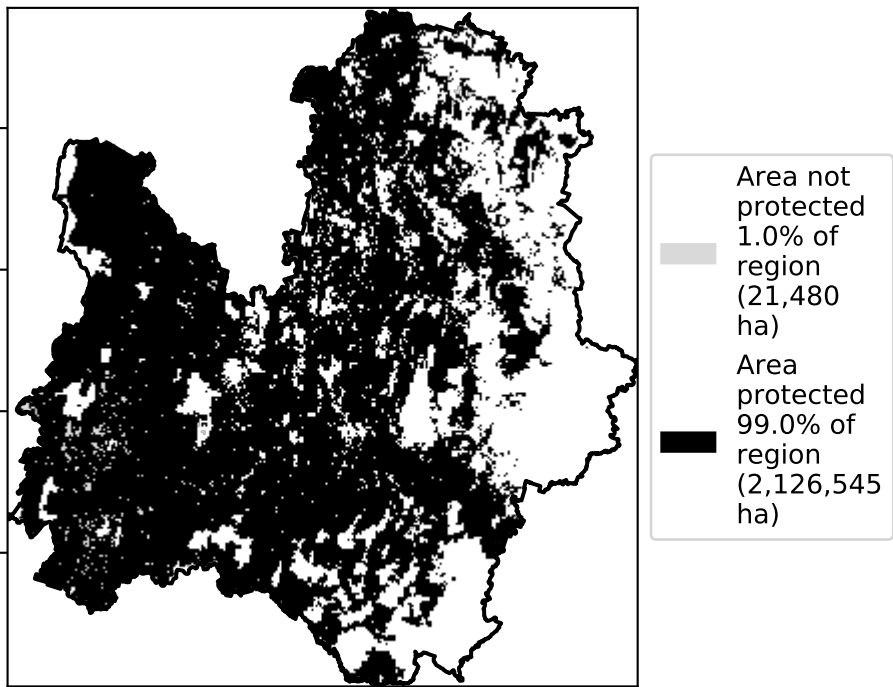 Area not
protected
1.0% of
region
(21,480
ha)
Area
protected
99.0% of
region
(2,126,545
ha)